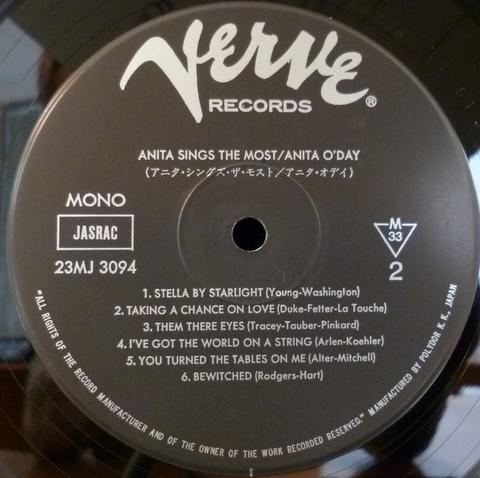 Verve
RECORDS ®
ANITA SINGS THE MOST/ANITA O'DAY
(アニタ・シングズ・ザ・モスト/アニタ・オデイ)
MONO
JASRAC
23MJ 3094
M
33
2
1. STELLA BY STARLIGHT (Young-Washington)
2. TAKING A CHANCE ON LOVE (Duke-Fetter-La Touche)
3. THEM THERE EYES (Tracey-Tauber-Pinkard)
4. I'VE GOT THE WORLD ON A STRING (Arlen-Koehler)
5. YOU TURNED THE TABLES ON ME (Alter-Mitchell)
6. BEWITCHED (Rodgers-Hart)
"ALL RIGHTS OF THE RECORD MANUFACTURER AND OF THE OWNER OF THE WORK RECORDED RESERVED." MANUFACTURED BY POLYDOR K. K., JAPAN